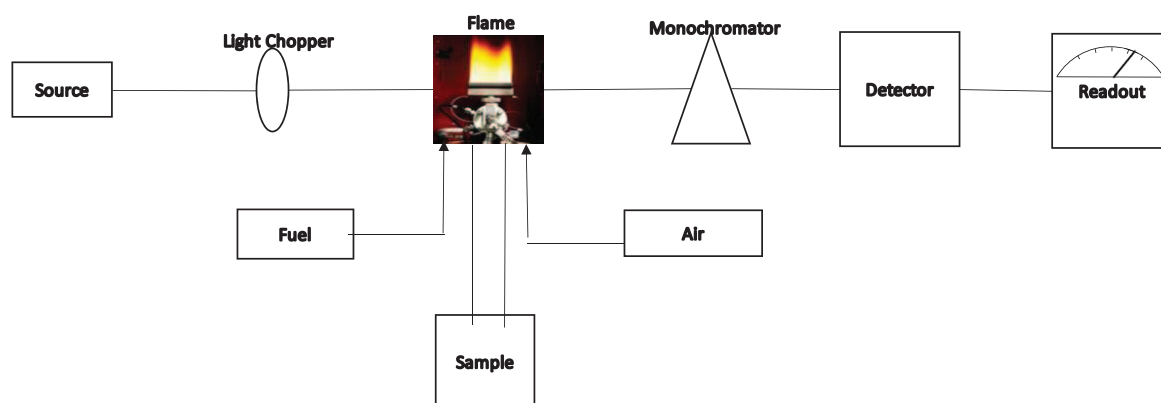 Flame
Light Chopper
Monochromator
Source
Detector
Readout
Fuel
Air
Sample